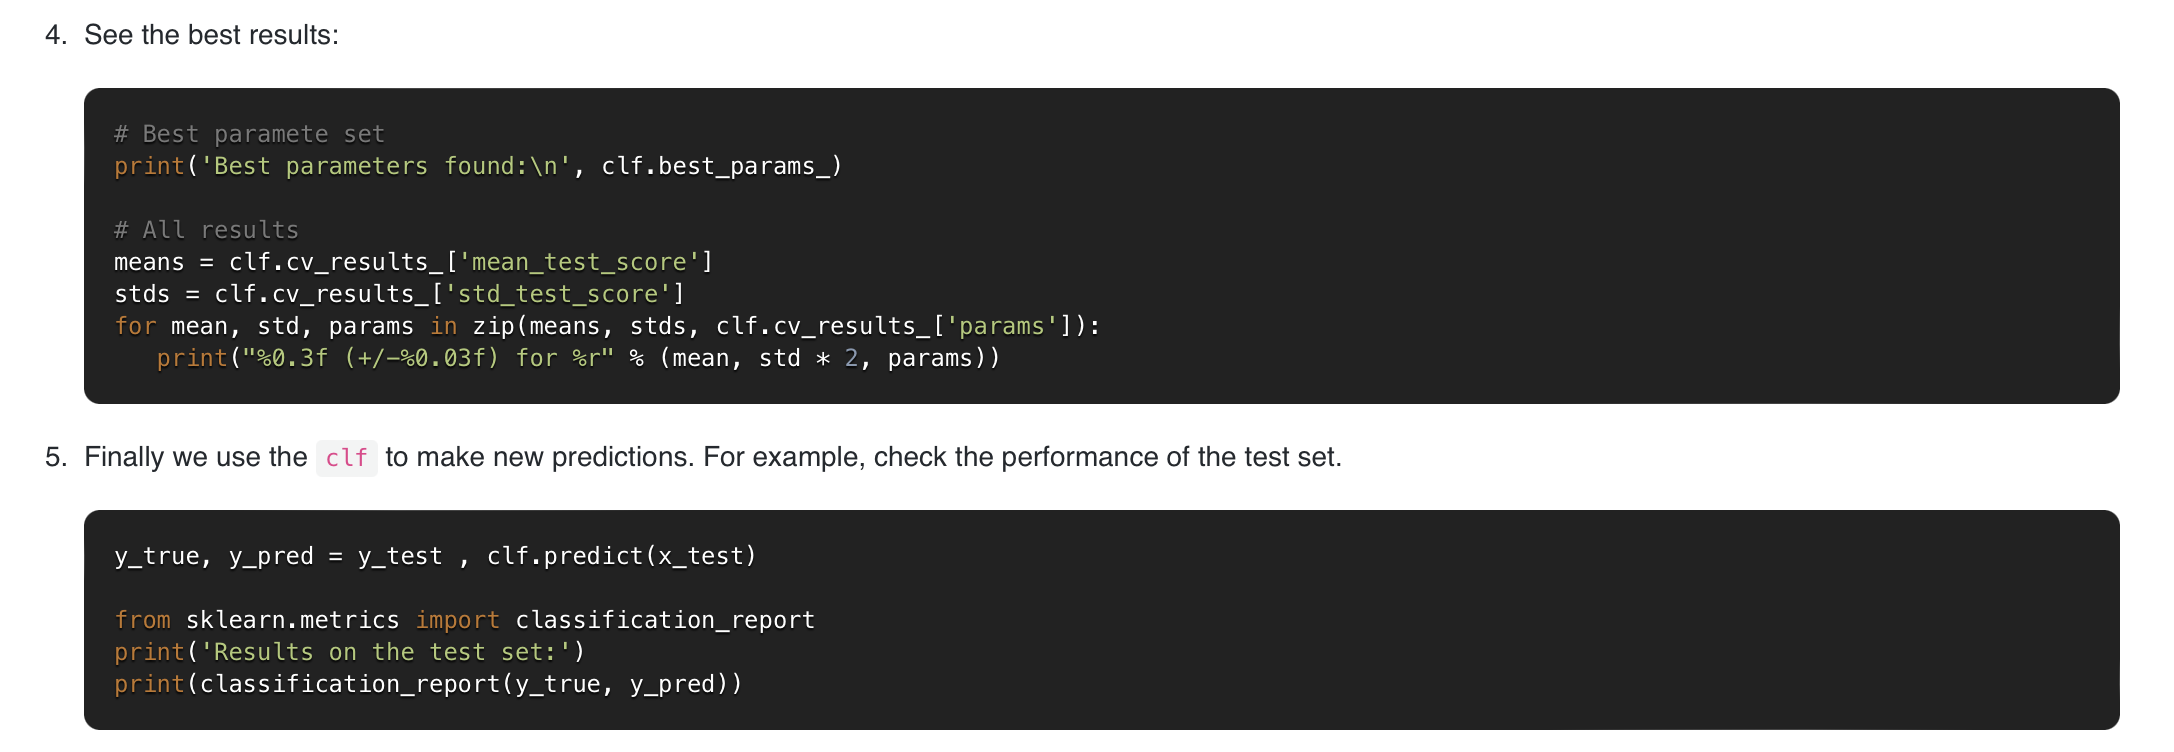 4. See the best results:
# Best paramete set
print('Best parameters found:\n', clf.best_params_)
# All results
means = clf.cv_results_['mean_test_score']
stds = clf.cv_results_['std_test_score']
for mean, std, params in zip(means, stds, clf.cv_results_['params']):
   print("%0.3f (+/-%0.03f) for %r" % (mean, std * 2, params))
5. Finally we use the clf to make new predictions. For example, check the performance of the test set.
y_true, y_pred = y_test , clf.predict(x_test)
from sklearn.metrics import classification_report
print('Results on the test set:')
print(classification_report(y_true, y_pred))